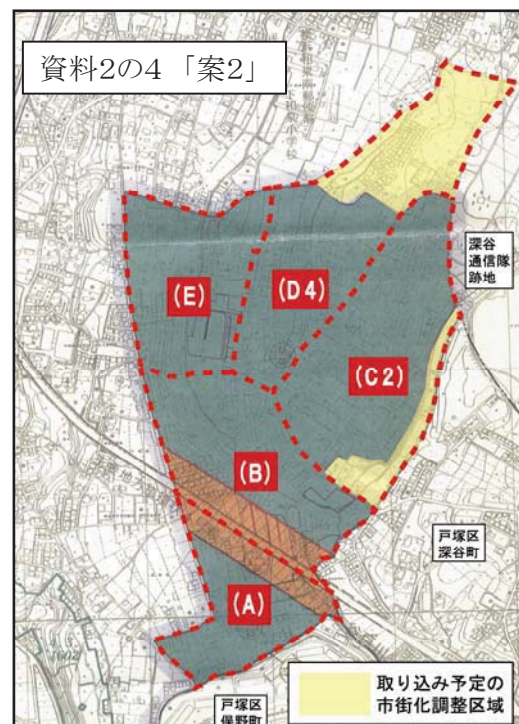 資料2の4 「案2」
深谷
通信隊
跡地
(E)
(D4)
(C2)
(B)
戸塚区
深谷町
(A)
取り込み予定の
市街化調整区域
戸塚区
俣野町